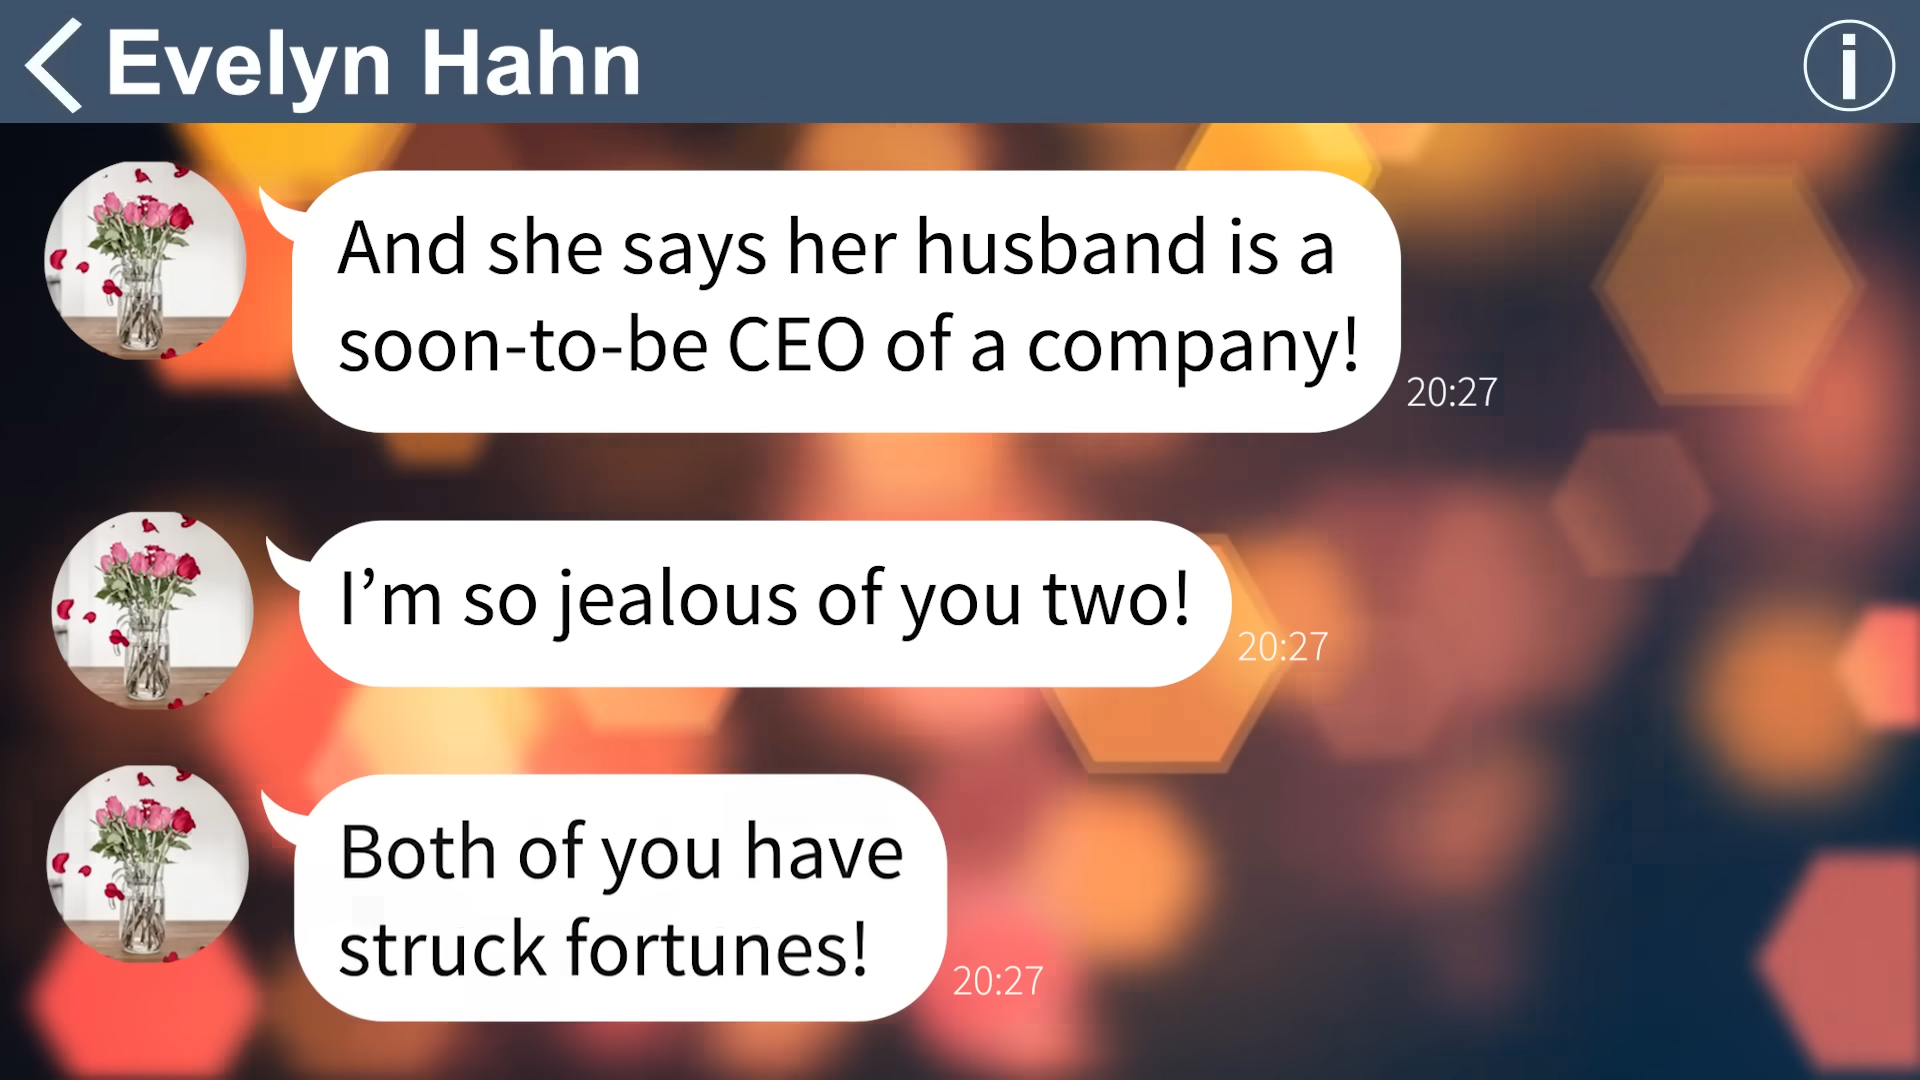 Evelyn Hahn
And she says her husband is a
soon-to-be CEO of a company!
20:27
I’m so jealous of you two!
20:27
Both of you have
struck fortunes!
20:27